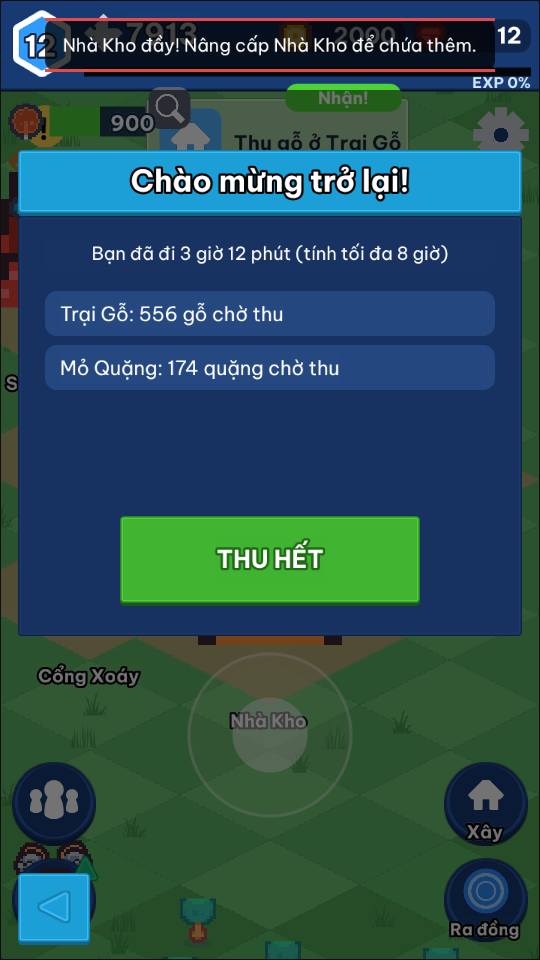 12
7913
2000
12
Nhà Kho đầy! Nâng cấp Nhà Kho để chứa thêm.
EXP 0%
Nhận!
900
Thu gỗ ở Trại Gỗ
Chào mừng trở lại!
Bạn đã đi 3 giờ 12 phút (tính tối đa 8 giờ)
Trại Gỗ: 556 gỗ chờ thu
Mỏ Quặng: 174 quặng chờ thu
THU HẾT
Cổng Xoáy
Nhà Kho
Xây
Ra đồng